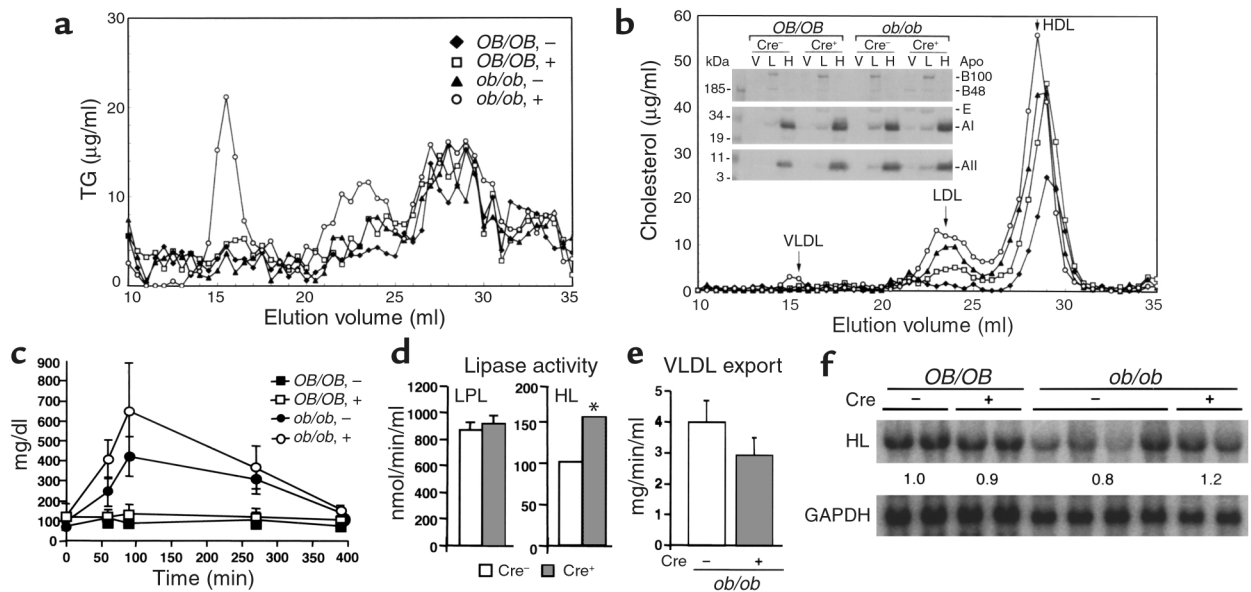 a
30
20
10
0
TG (µg/ml)
OB/OB, –
OB/OB, +
ob/ob, –
ob/ob, +
10 15 20 25 30 35
Elution volume (ml)
b
60
50
40
30
20
10
0
Cholesterol (µg/ml)
OB/OB ob/ob
Cre⁻ Cre⁺ Cre⁻ Cre⁺
kDa V L H V L H V L H V L H Apo
185- -B100
-B48
34- -E
19- -AI
11-
3- -AII
HDL
LDL
VLDL
10 15 20 25 30 35
Elution volume (ml)
c
900
800
700
600
500
400
300
200
100
0
mg/dl
OB/OB, –
OB/OB, +
ob/ob, –
ob/ob, +
0 50 100 150 200 250 300 350 400
Time (min)
d
Lipase activity
nmol/min/ml
1200
1000
800
600
400
200
0
LPL
200
150
100
50
0
HL
*
Cre⁻ Cre⁺
e
VLDL export
mg/min/ml
5
4
3
2
1
0
Cre – +
ob/ob
f
OB/OB ob/ob
Cre – + – +
HL
1.0 0.9 0.8 1.2
GAPDH